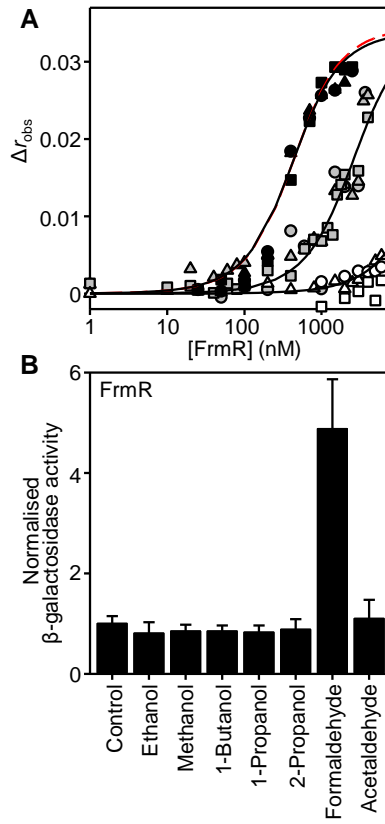 A
0.03
0.02
0.01
0
Δr_obs
1 10 100 1000
[FrmR] (nM)
B
6
4
2
0
Normalised
β-galactosidase activity
FrmR
Control
Ethanol
Methanol
1-Butanol
1-Propanol
2-Propanol
Formaldehyde
Acetaldehyde